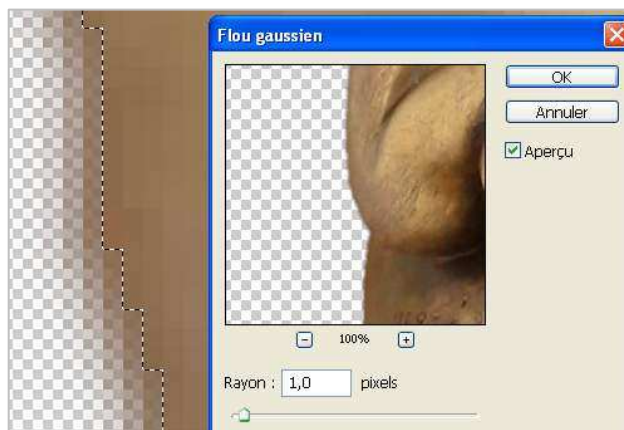 Flou gaussien
OK
Annuler
Aperçu
100%
Rayon : 1,0 pixels